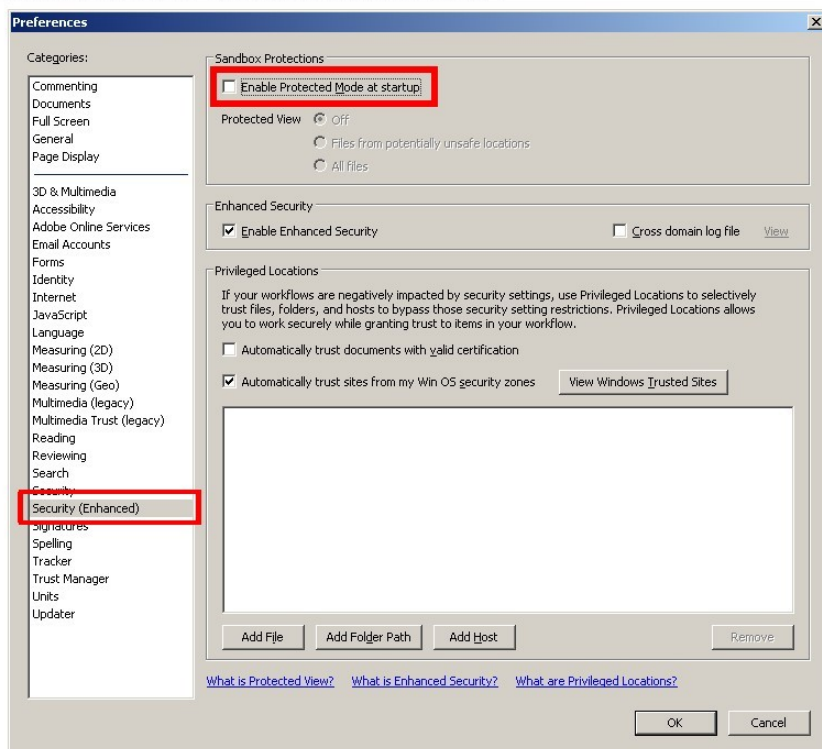 Preferences
Categories:
Commenting
Documents
Full Screen
General
Page Display
3D & Multimedia
Accessibility
Adobe Online Services
Email Accounts
Forms
Identity
Internet
JavaScript
Language
Measuring (2D)
Measuring (3D)
Measuring (Geo)
Multimedia (legacy)
Multimedia Trust (legacy)
Reading
Reviewing
Search
Security
Security (Enhanced)
Signatures
Spelling
Tracker
Trust Manager
Units
Updater
Sandbox Protections
Enable Protected Mode at startup
Protected View Off
Files from potentially unsafe locations
All files
Enhanced Security
Enable Enhanced Security Cross domain log file View
Privileged Locations
If your workflows are negatively impacted by security settings, use Privileged Locations to selectively
trust files, folders, and hosts to bypass those security setting restrictions. Privileged Locations allows
you to work securely while granting trust to items in your workflow.
Automatically trust documents with valid certification
Automatically trust sites from my Win OS security zones View Windows Trusted Sites
Add File Add Folder Path Add Host Remove
What is Protected View? What is Enhanced Security? What are Privileged Locations?
OK Cancel